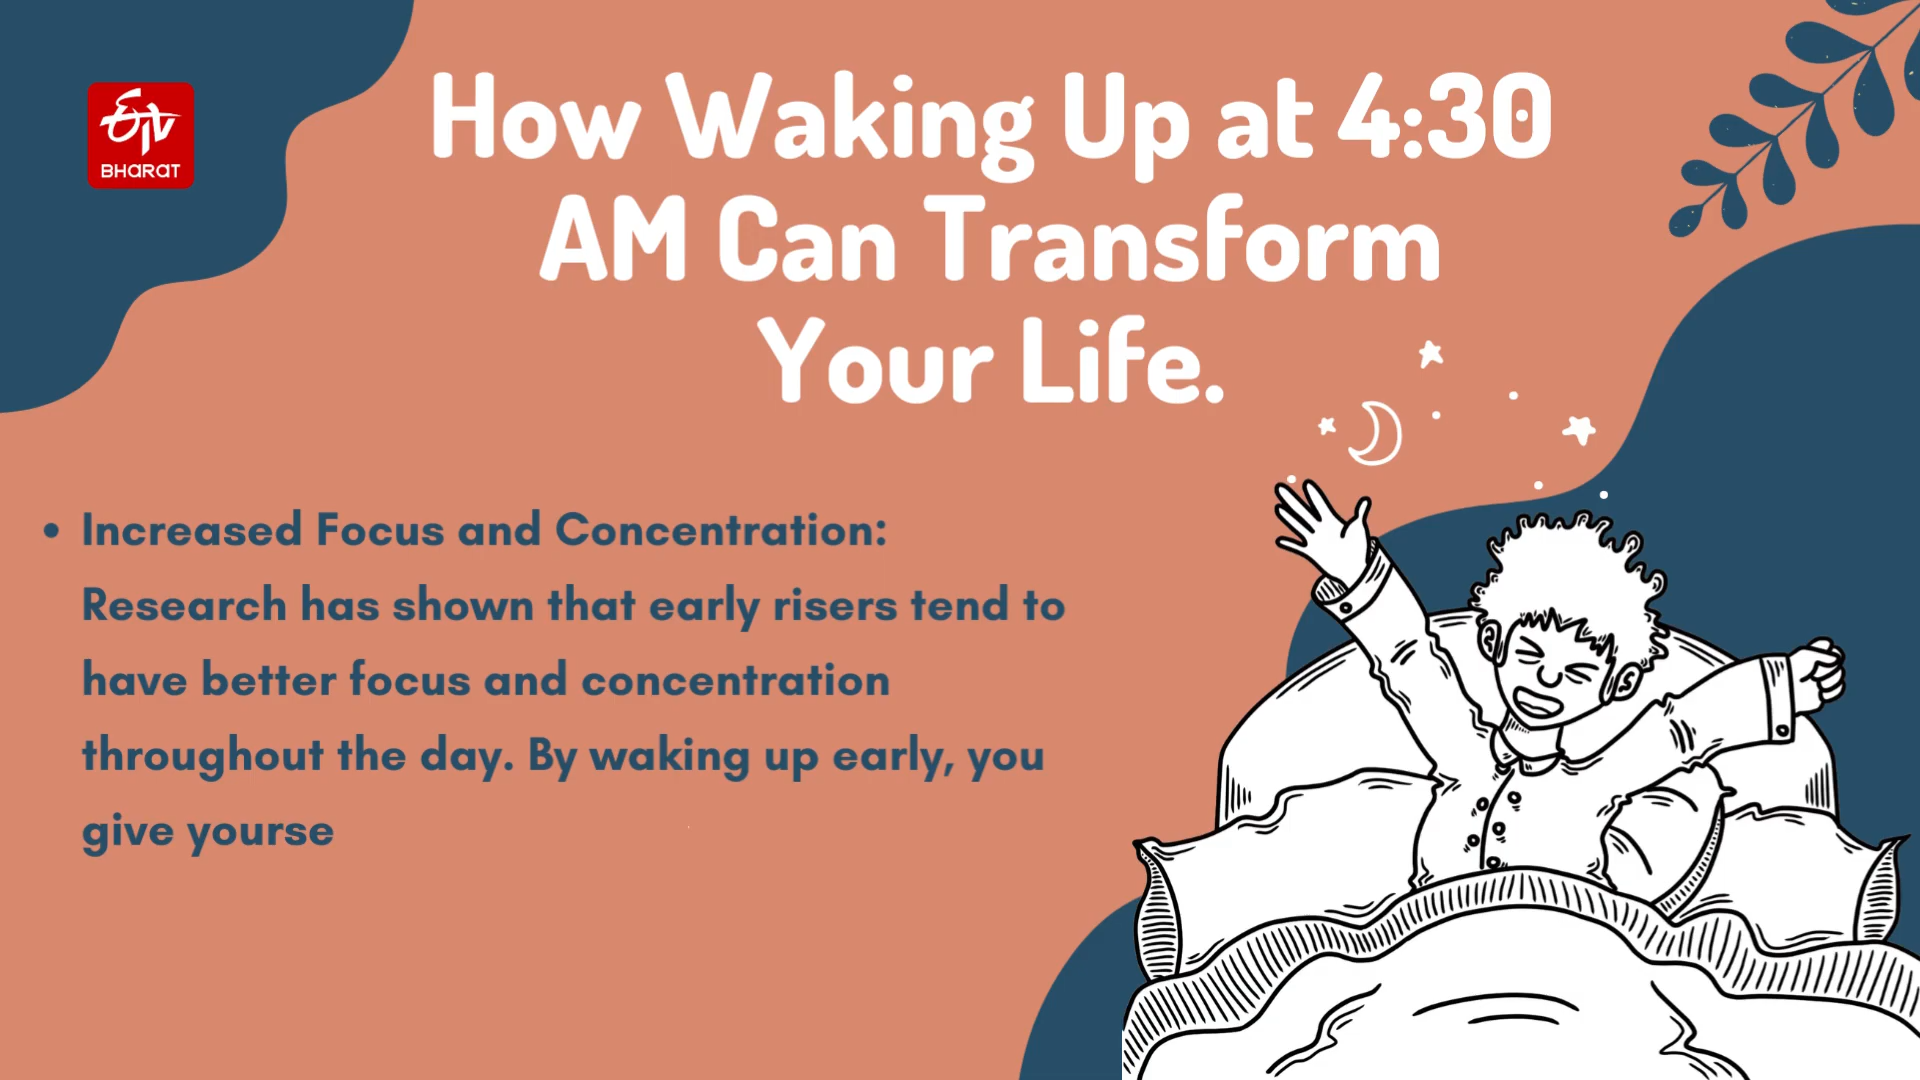 ETV
BHARAT
How Waking Up at 4:30
AM Can Transform
Your Life.
• Increased Focus and Concentration:
Research has shown that early risers tend to
have better focus and concentration
throughout the day. By waking up early, you
give yourse